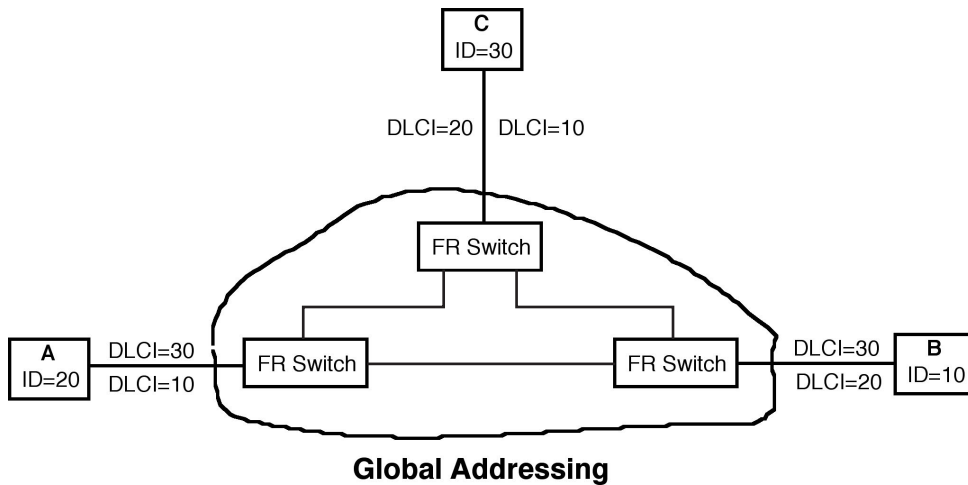 C
ID=30
DLCI=20
DLCI=10
FR Switch
A
ID=20
DLCI=30
DLCI=10
FR Switch
FR Switch
DLCI=30
DLCI=20
B
ID=10
Global Addressing